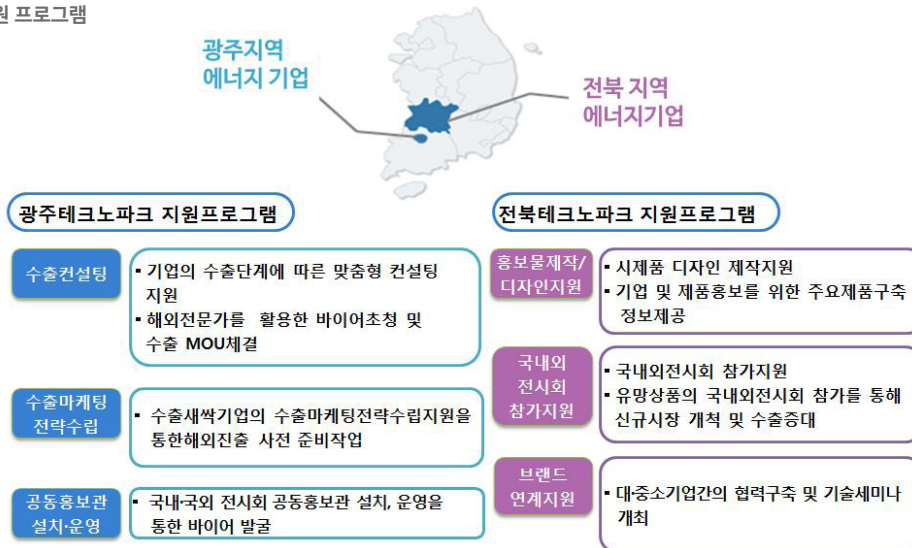 원 프로그램
광주지역
에너지 기업
전북 지역
에너지기업
광주테크노파크 지원프로그램
수출컨설팅
▪ 기업의 수출단계에 따른 맞춤형 컨설팅
지원
▪ 해외전문가를 활용한 바이어초청 및
수출 MOU체결
수출마케팅
전략수립
▪ 수출새싹기업의 수출마케팅전략수립지원을
통한해외진출 사전 준비작업
공동홍보관
설치·운영
▪ 국내·국외 전시회 공동홍보관 설치, 운영을
통한 바이어 발굴
전북테크노파크 지원프로그램
홍보물제작/
디자인지원
▪ 시제품 디자인 제작지원
▪ 기업 및 제품홍보를 위한 주요제품구축
정보제공
국내외
전시회
참가지원
▪ 국내외전시회 참가지원
▪ 유망상품의 국내외전시회 참가를 통해
신규시장 개척 및 수출증대
브랜드
연계지원
▪ 대·중소기업간의 협력구축 및 기술세미나
개최